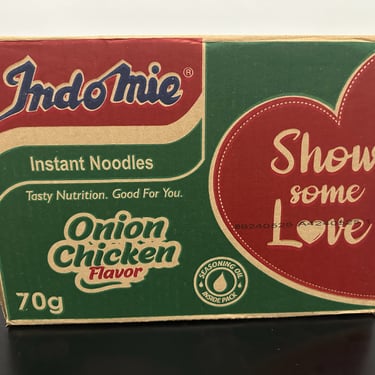 Indomie®
Instant Noodles
Tasty Nutrition. Good For You.
Onion
Chicken
Flavor
70g
SEASONING OIL
INSIDE PACK
Show
some
Love